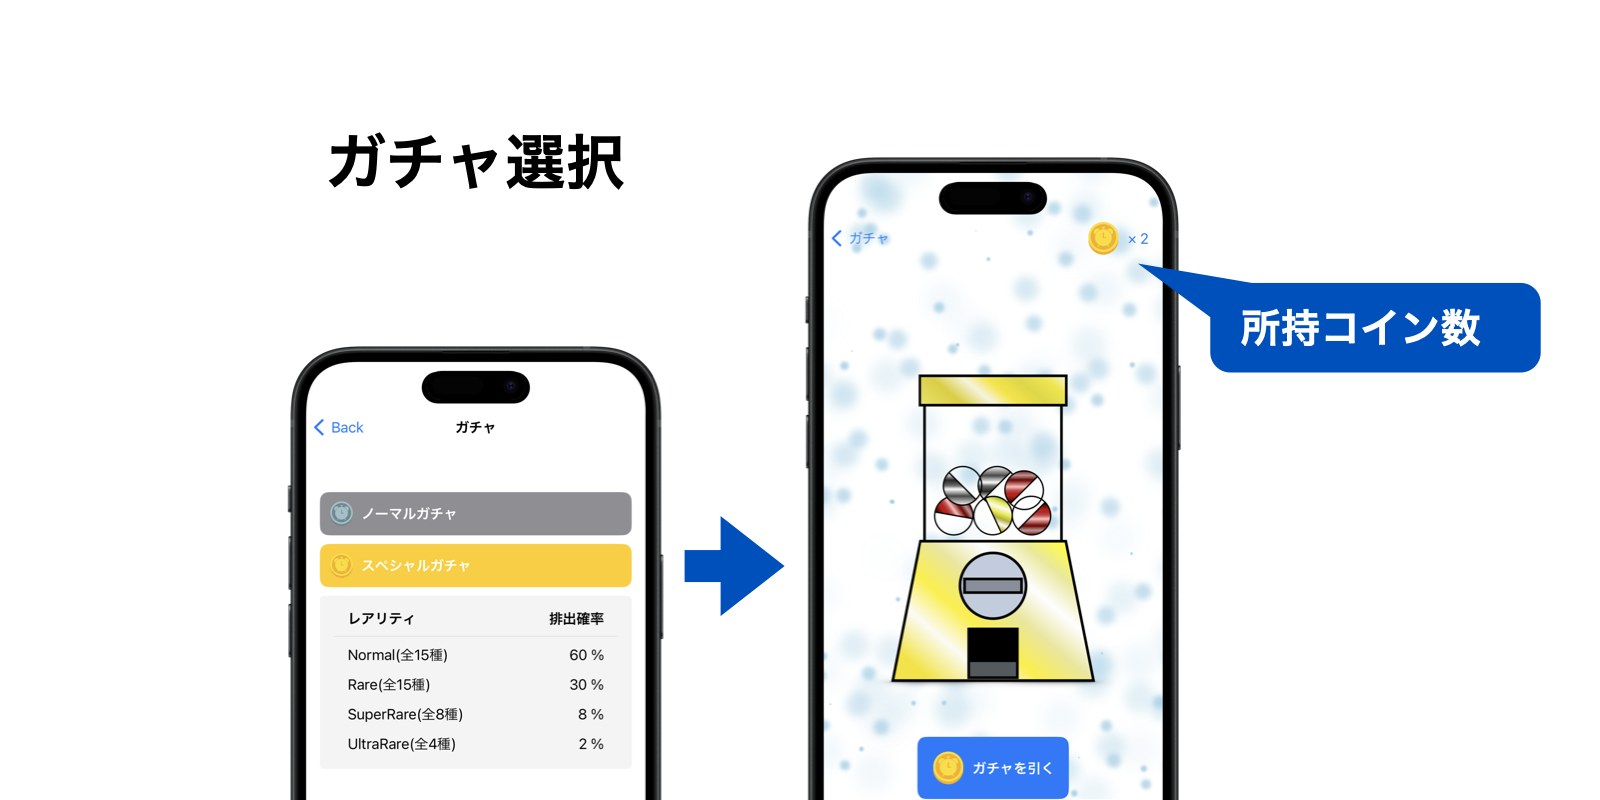 ガチャ選択
Back
ガチャ
ノーマルガチャ
スペシャルガチャ
レアリティ 排出確率
Normal(全15種) 60 %
Rare(全15種) 30 %
SuperRare(全8種) 8 %
UltraRare(全4種) 2 %
ガチャ
× 2
所持コイン数
ガチャを引く